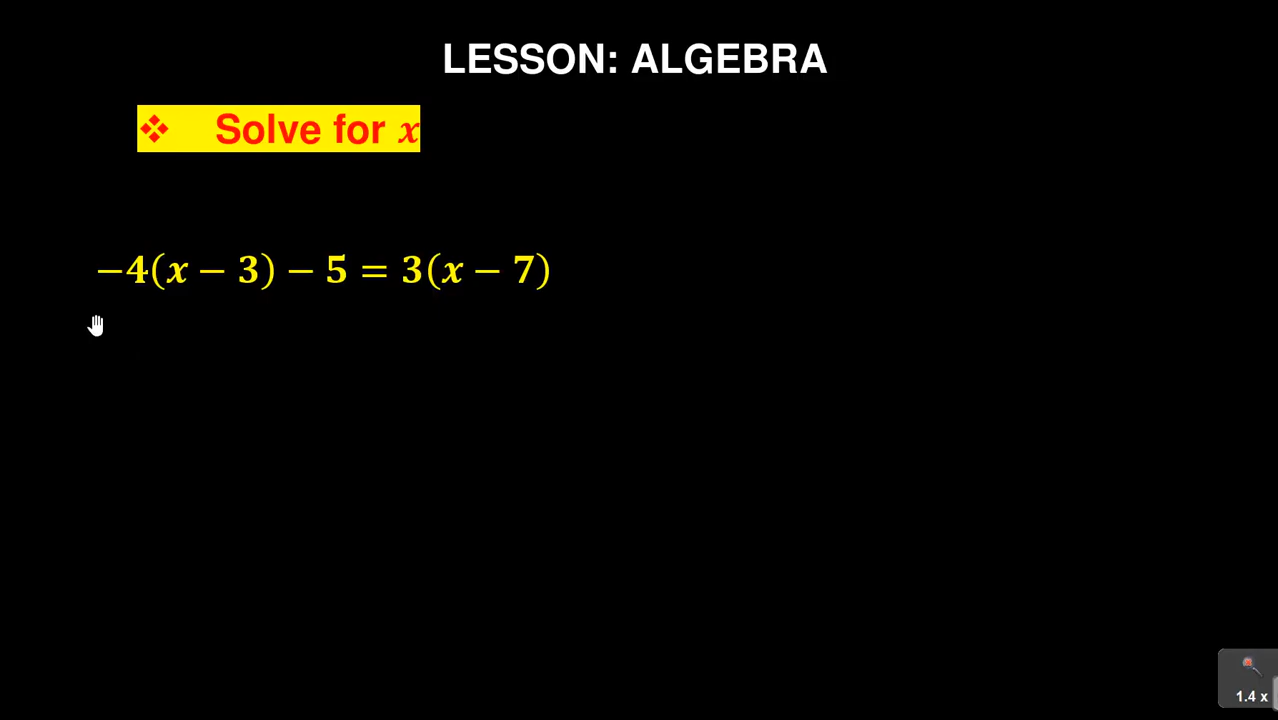 LESSON: ALGEBRA
❖ Solve for x
−4(x − 3) − 5 = 3(x − 7)
1.4 x